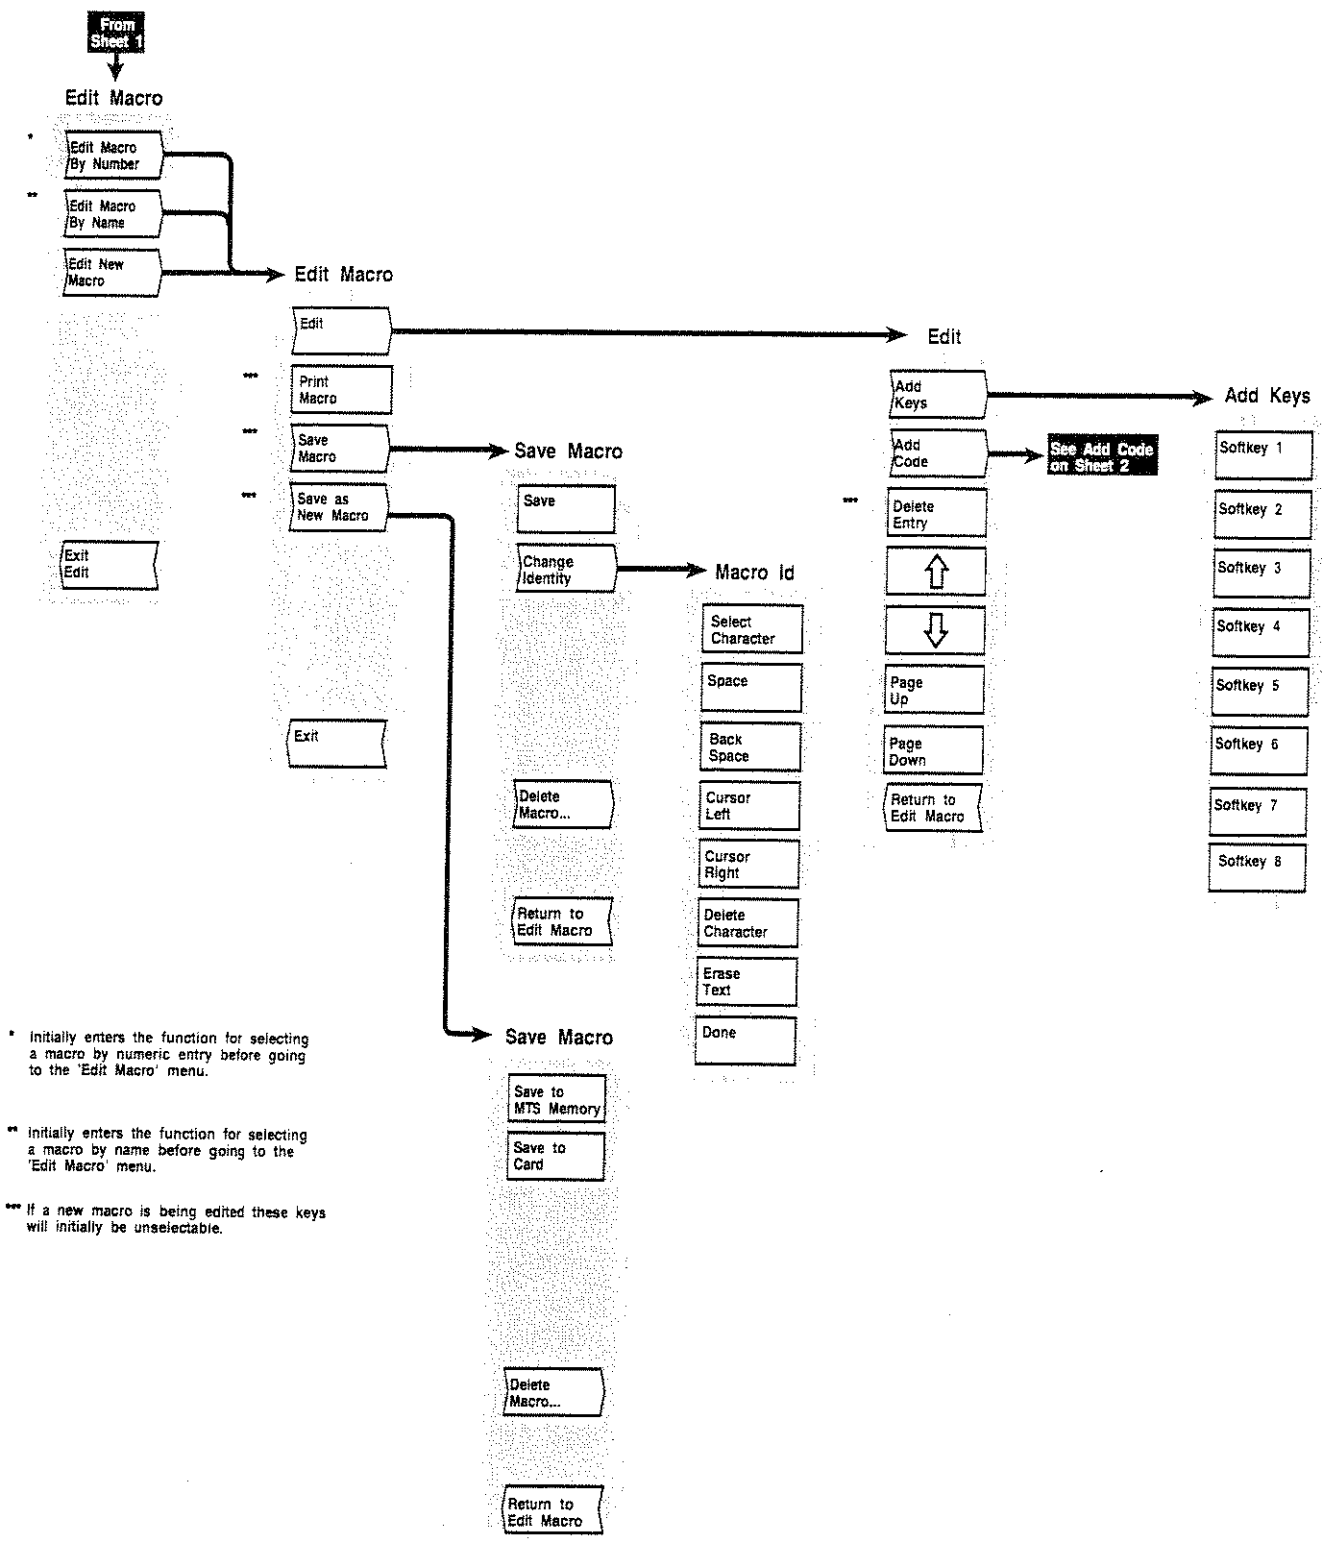 From
Sheet 1
Edit Macro
*
Edit Macro
By Number
**
Edit Macro
By Name
Edit New
Macro
Exit
Edit
Edit Macro
Edit
***
Print
Macro
***
Save
Macro
***
Save as
New Macro
Exit
Save Macro
Save
Change
Identity
Delete
Macro...
Return to
Edit Macro
Macro Id
Select
Character
Space
Back
Space
Cursor
Left
Cursor
Right
Delete
Character
Erase
Text
Done
Edit
Add
Keys
Add
Code
See Add Code
on Sheet 2
***
Delete
Entry
Page
Up
Page
Down
Return to
Edit Macro
Add Keys
Softkey 1
Softkey 2
Softkey 3
Softkey 4
Softkey 5
Softkey 6
Softkey 7
Softkey 8
Save Macro
Save to
MTS Memory
Save to
Card
Delete
Macro...
Return to
Edit Macro
* Initially enters the function for selecting
a macro by numeric entry before going
to the 'Edit Macro' menu.
** Initially enters the function for selecting
a macro by name before going to the
'Edit Macro' menu.
*** If a new macro is being edited these keys
will initially be unselectable.